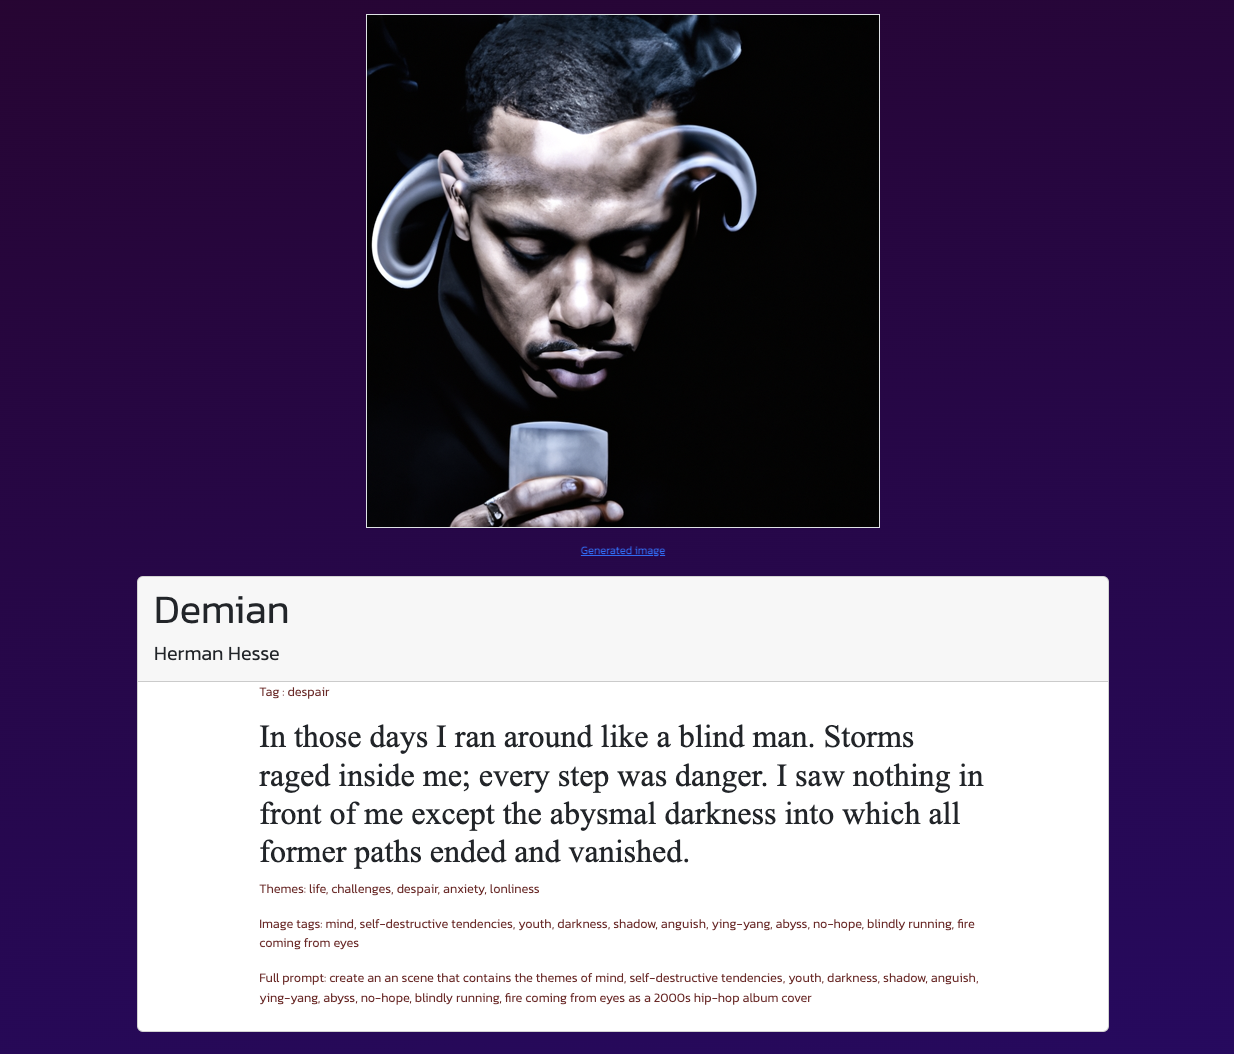 Generated image
Demian
Herman Hesse
Tag : despair
In those days I ran around like a blind man. Storms
raged inside me; every step was danger. I saw nothing in
front of me except the abysmal darkness into which all
former paths ended and vanished.
Themes: life, challenges, despair, anxiety, lonliness
Image tags: mind, self-destructive tendencies, youth, darkness, shadow, anguish, ying-yang, abyss, no-hope, blindly running, fire
coming from eyes
Full prompt: create an an scene that contains the themes of mind, self-destructive tendencies, youth, darkness, shadow, anguish,
ying-yang, abyss, no-hope, blindly running, fire coming from eyes as a 2000s hip-hop album cover